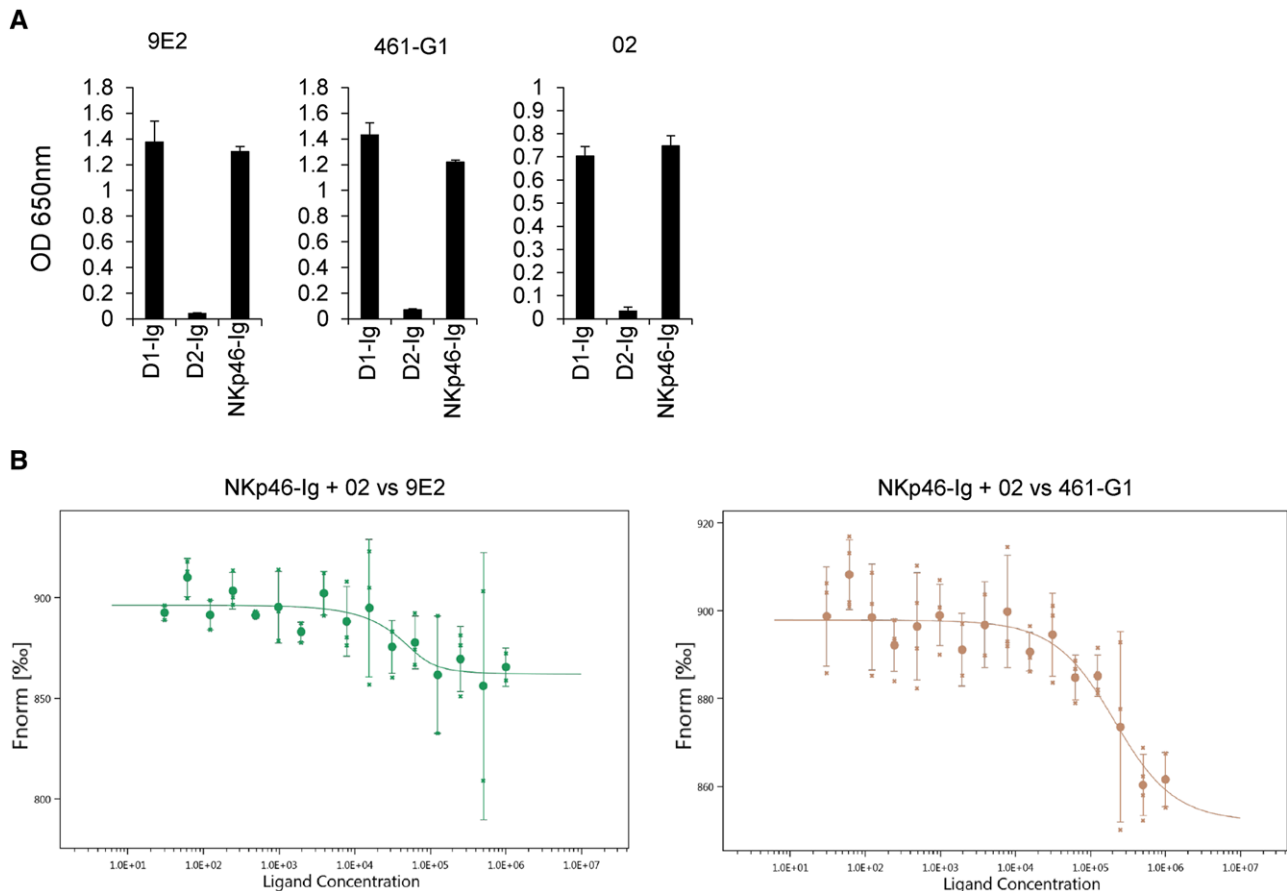 A
9E2
461-G1
02
OD 650nm
1.8
1.6
1.4
1.2
1
0.8
0.6
0.4
0.2
0
D1-Ig
D2-Ig
NKp46-Ig
1.8
1.6
1.4
1.2
1
0.8
0.6
0.4
0.2
0
D1-Ig
D2-Ig
NKp46-Ig
1
0.9
0.8
0.7
0.6
0.5
0.4
0.3
0.2
0.1
0
D1-Ig
D2-Ig
NKp46-Ig
B
NKp46-Ig + 02 vs 9E2
Fnorm [‰]
900
850
800
1.0E+01 1.0E+02 1.0E+03 1.0E+04 1.0E+05 1.0E+06 1.0E+07
Ligand Concentration
NKp46-Ig + 02 vs 461-G1
Fnorm [‰]
920
900
880
860
1.0E+01 1.0E+02 1.0E+03 1.0E+04 1.0E+05 1.0E+06 1.0E+07
Ligand Concentration